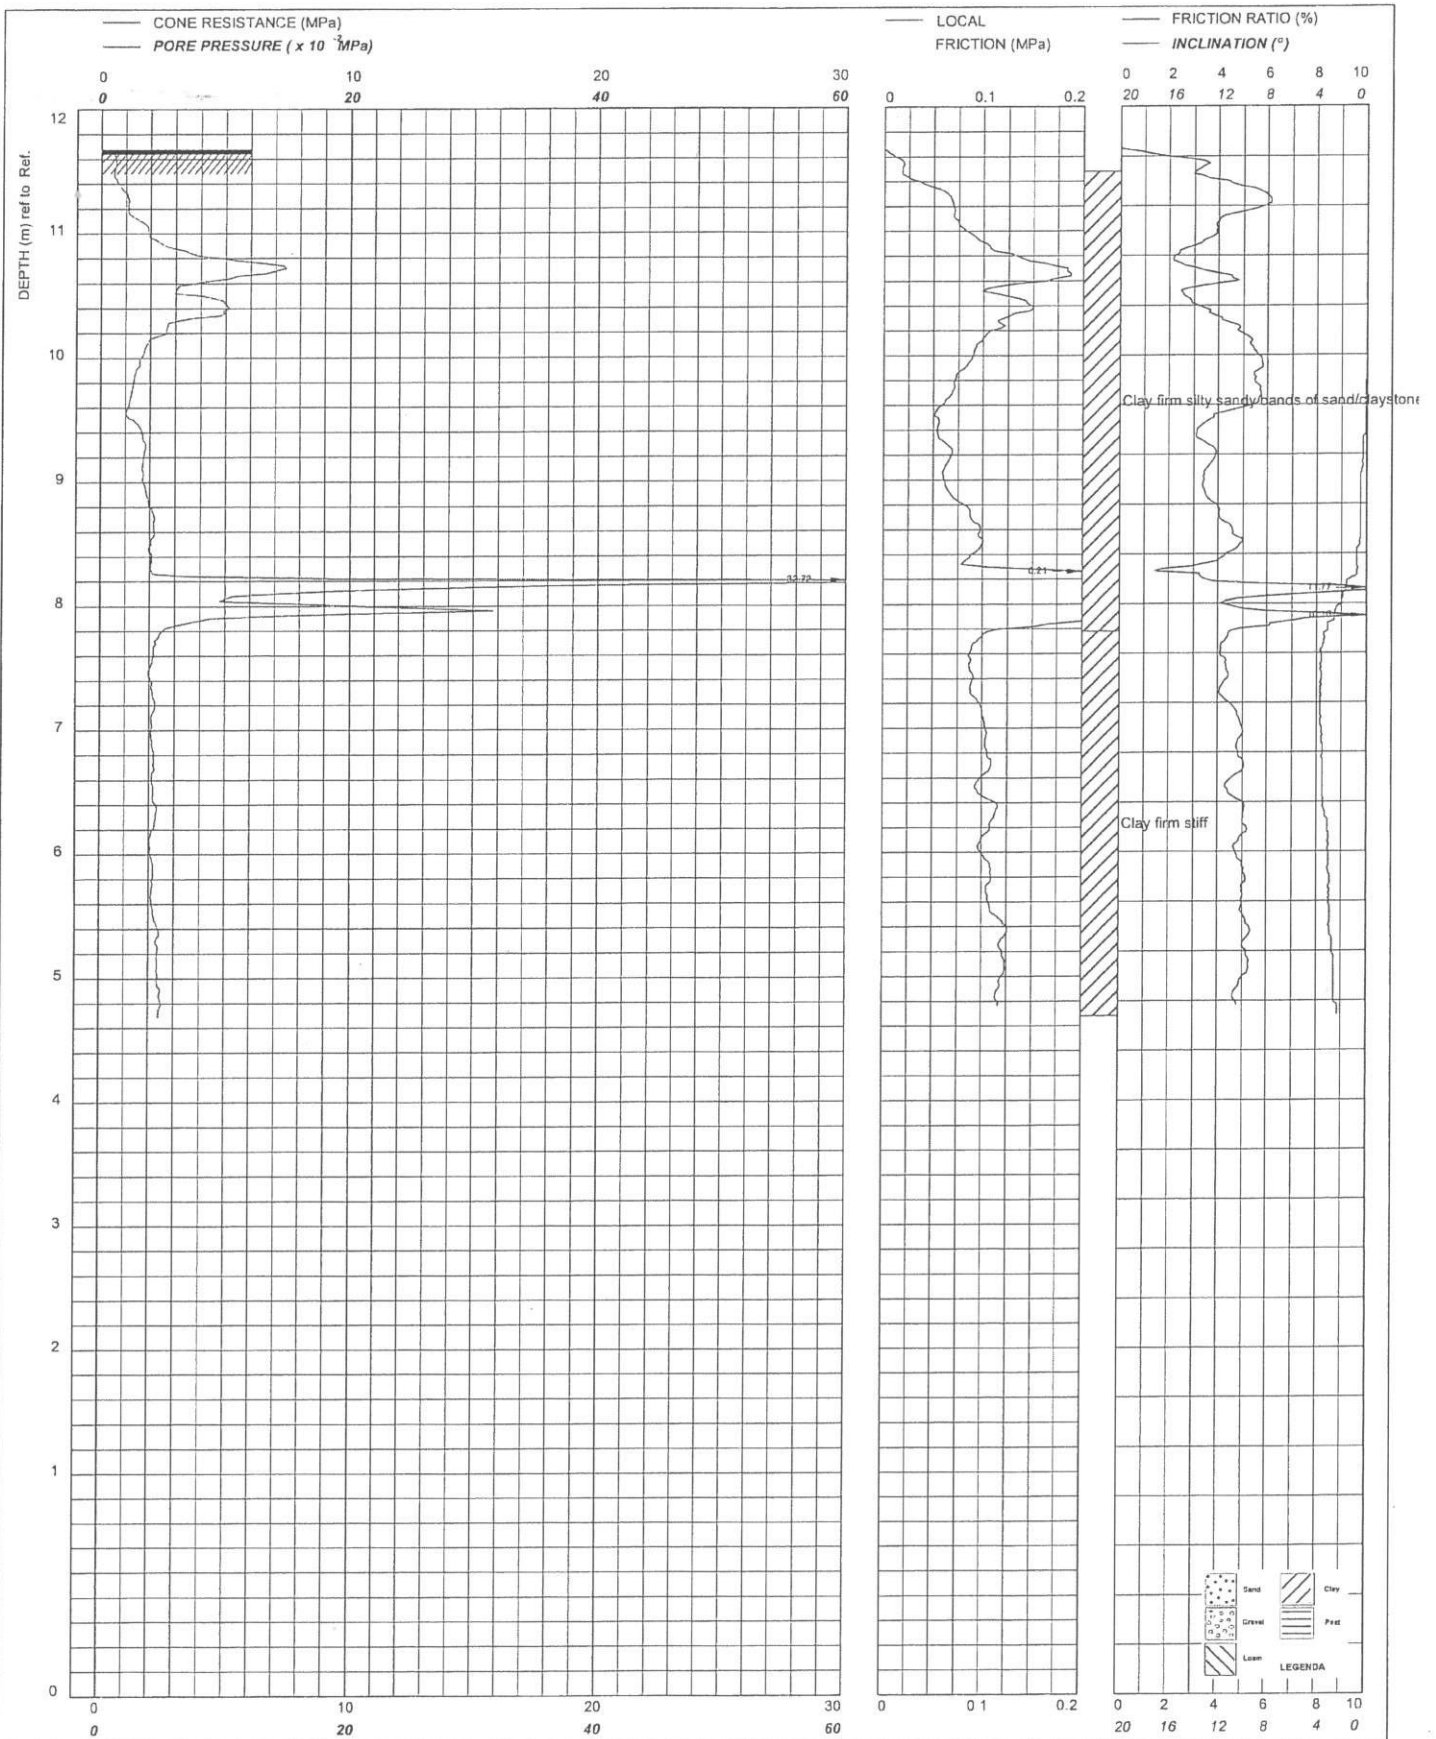 CONE RESISTANCE (MPa)
PORE PRESSURE ( x 10 -2 MPa)
LOCAL
FRICTION (MPa)
FRICTION RATIO (%)
INCLINATION (°)
0 10 20 30
0 20 40 60
0 0.1 0.2
0 2 4 6 8 10
20 16 12 8 4 0
DEPTH (m) ref to Ref.
12
11
10
Clay firm silty sandy/bands of sand/claystone
9
32.72
0.21
11.77
8
7
Clay firm stiff
6
5
4
3
2
1
Sand
Clay
Gravel
Peat
Loam
LEGENDA
0
0 10 20 30
0 20 40 60
0 0 1 0.2
0 2 4 6 8 10
20 16 12 8 4 0